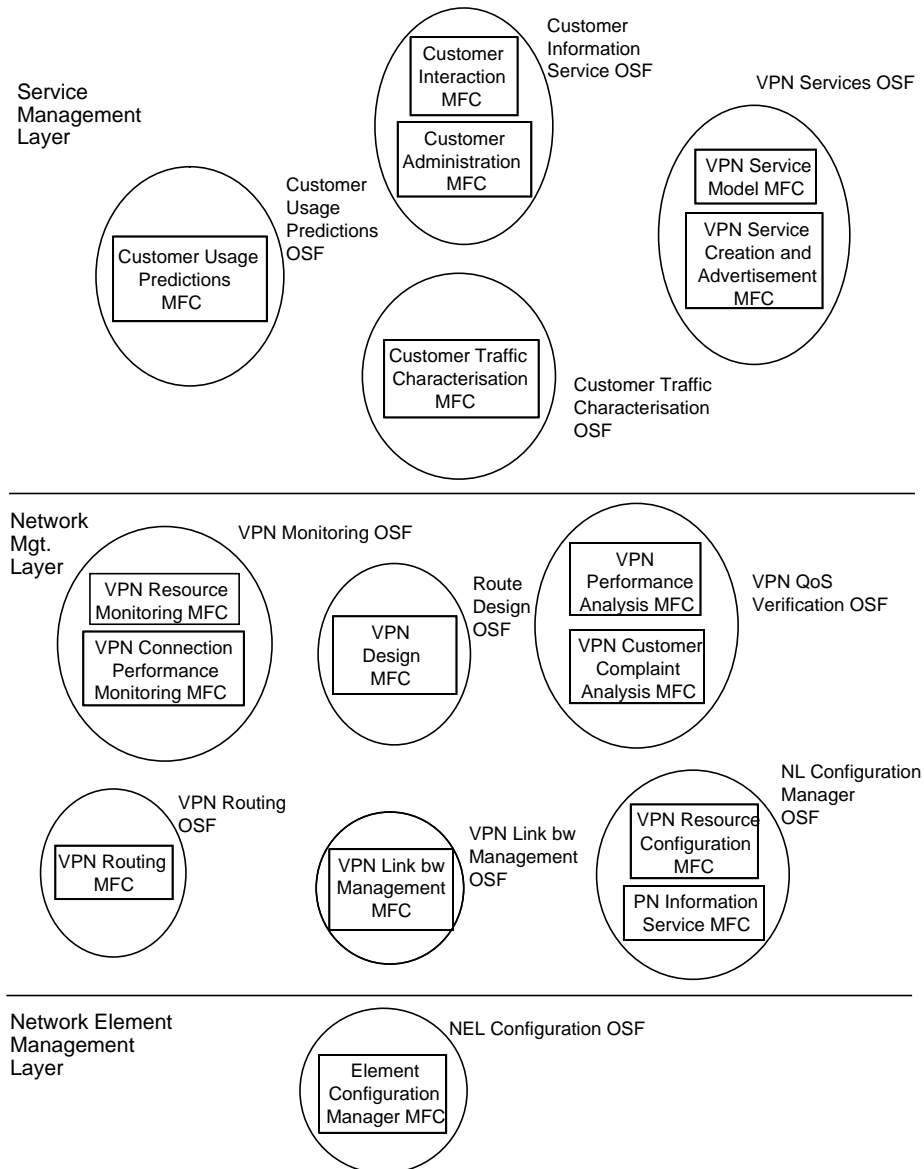 Service
Management
Layer
Customer
Interaction
MFC
Customer
Administration
MFC
Customer
Information
Service OSF
VPN Services OSF
VPN Service
Model MFC
VPN Service
Creation and
Advertisement
MFC
Customer Usage
Predictions
MFC
Customer
Usage
Predictions
OSF
Customer Traffic
Characterisation
MFC
Customer Traffic
Characterisation
OSF
Network
Mgt.
Layer
VPN Monitoring OSF
VPN Resource
Monitoring MFC
VPN Connection
Performance
Monitoring MFC
Route
Design
OSF
VPN
Design
MFC
VPN
Performance
Analysis MFC
VPN Customer
Complaint
Analysis MFC
VPN QoS
Verification OSF
VPN Routing
OSF
VPN Routing
MFC
VPN Link bw
Management
OSF
VPN Link bw
Management
MFC
NL Configuration
Manager
OSF
VPN Resource
Configuration
MFC
PN Information
Service MFC
Network Element
Management
Layer
NEL Configuration OSF
Element
Configuration
Manager MFC